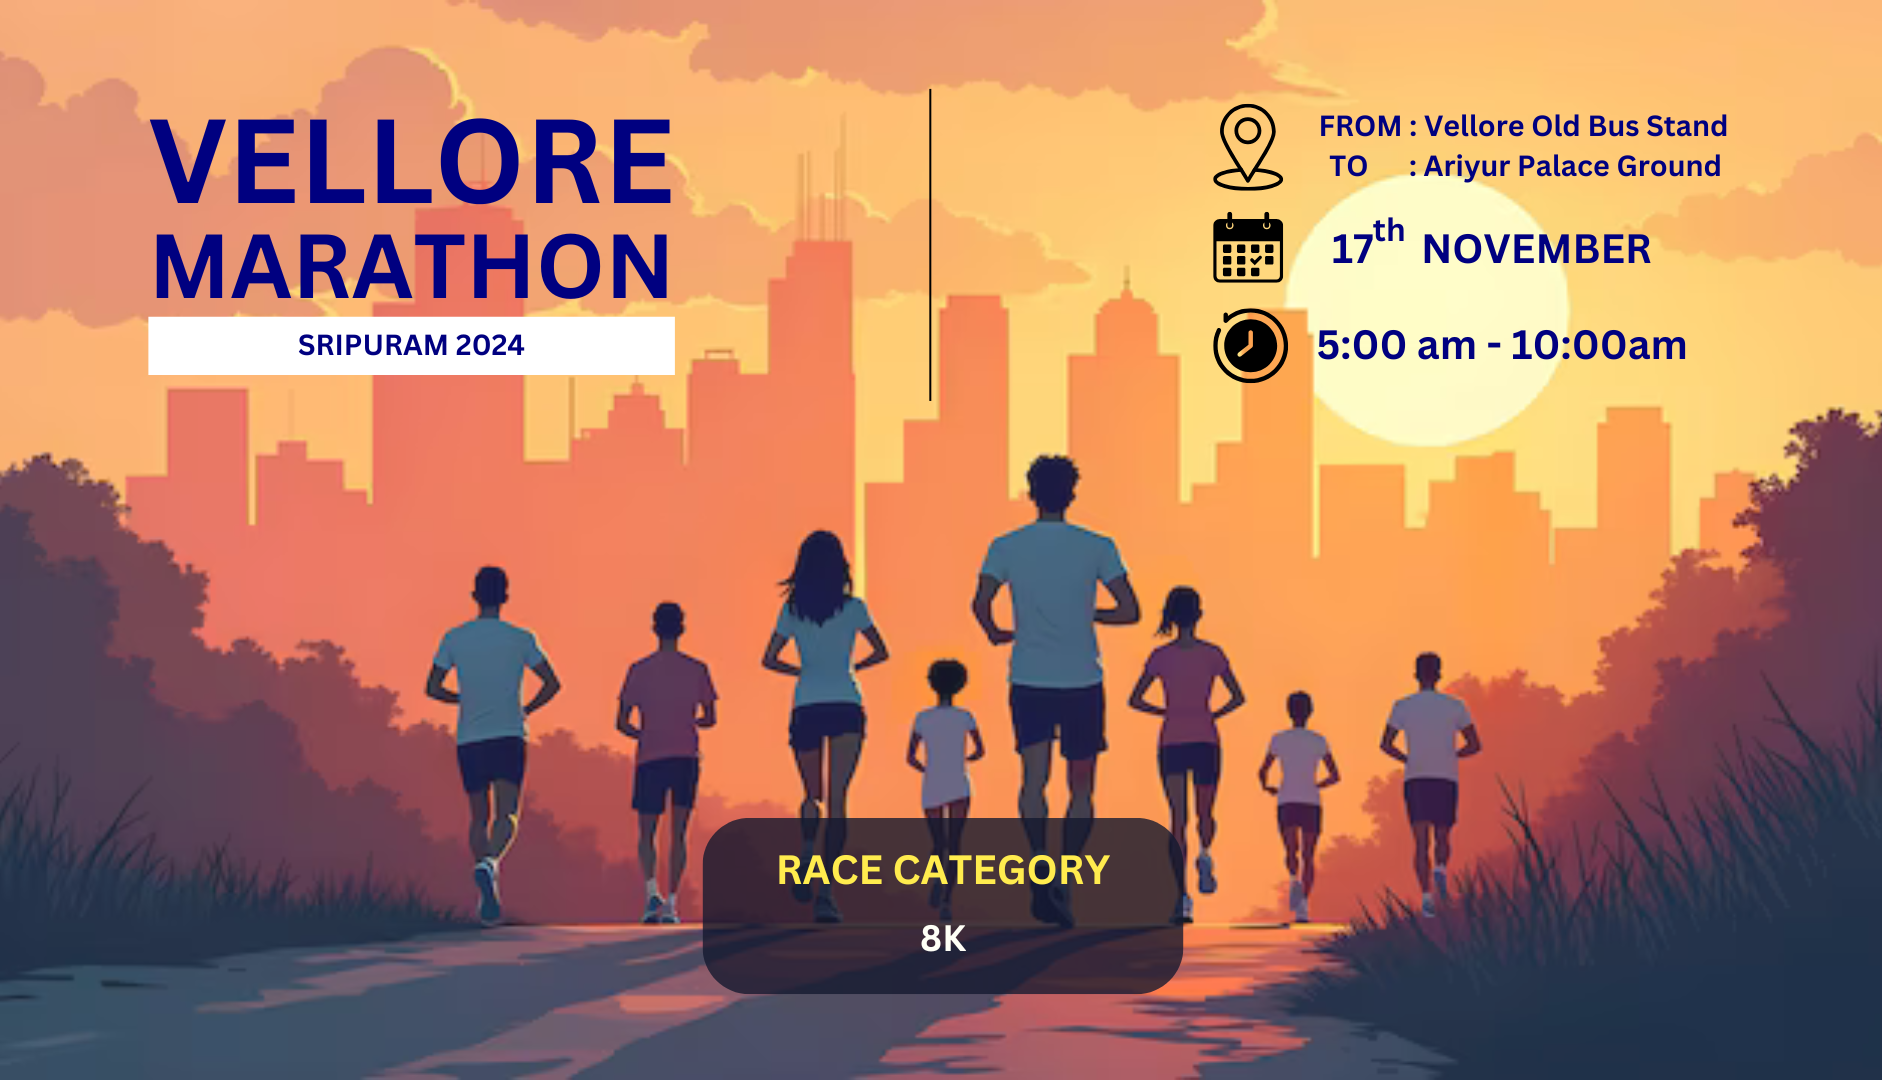 VELLORE
MARATHON
SRIPURAM 2024
FROM : Vellore Old Bus Stand
TO : Ariyur Palace Ground
17th NOVEMBER
5:00 am - 10:00am
RACE CATEGORY
8K